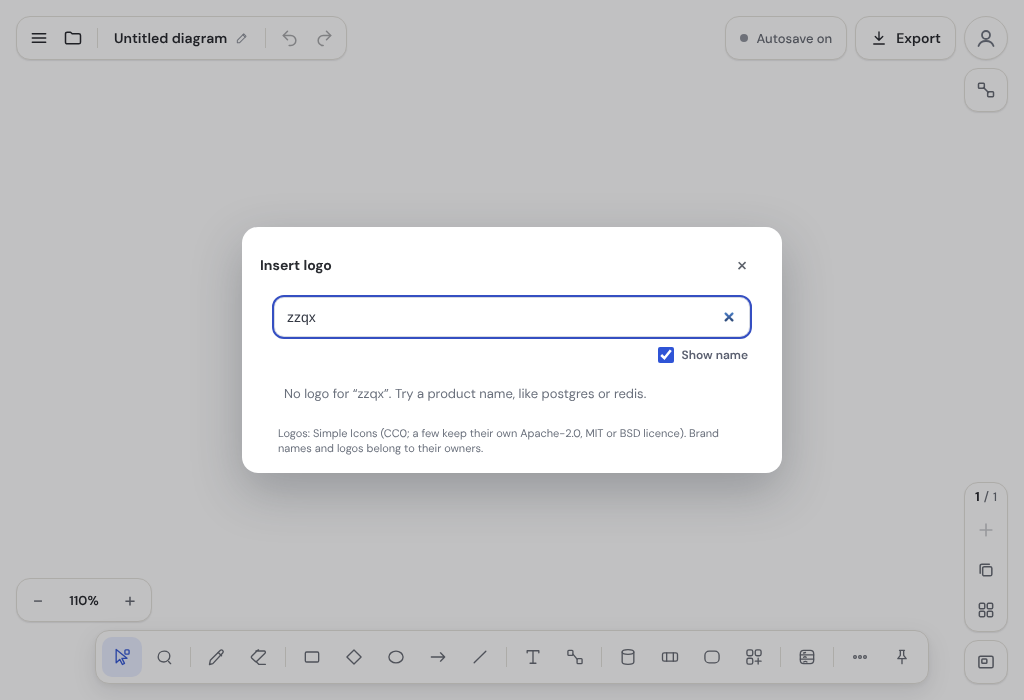 Untitled diagram
Autosave on
Export
Insert logo
zzqx
Show name
No logo for “zzqx”. Try a product name, like postgres or redis.
Logos: Simple Icons (CC0; a few keep their own Apache-2.0, MIT or BSD licence). Brand
names and logos belong to their owners.
1 / 1
110%